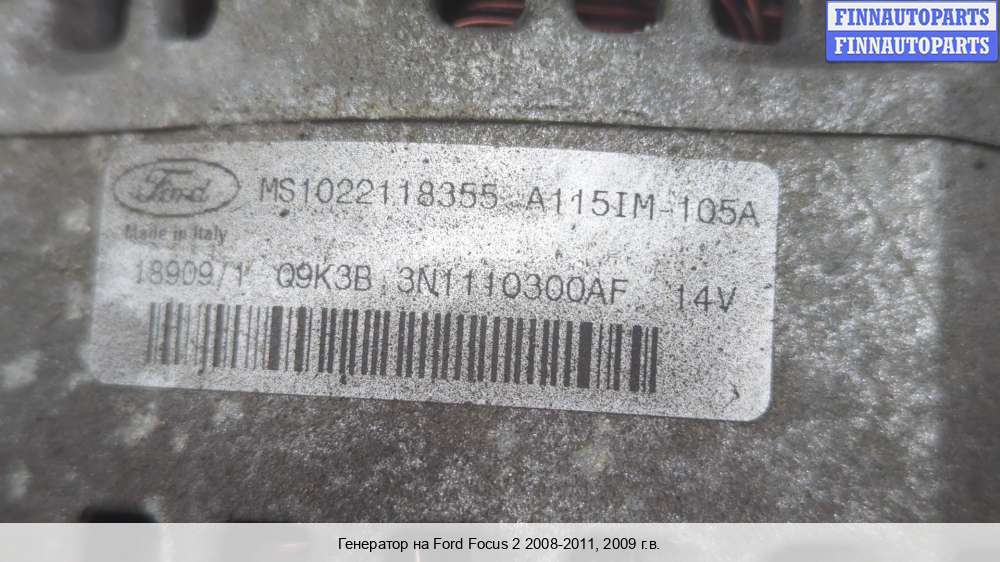 FINNAUTOPARTS
FINNAUTOPARTS
Ford
MS1022118355 A115IM-105A
Made in Italy
18909/1 Q9K3B 3N1110300AF 14V
Генератор на Ford Focus 2 2008-2011, 2009 г.в.